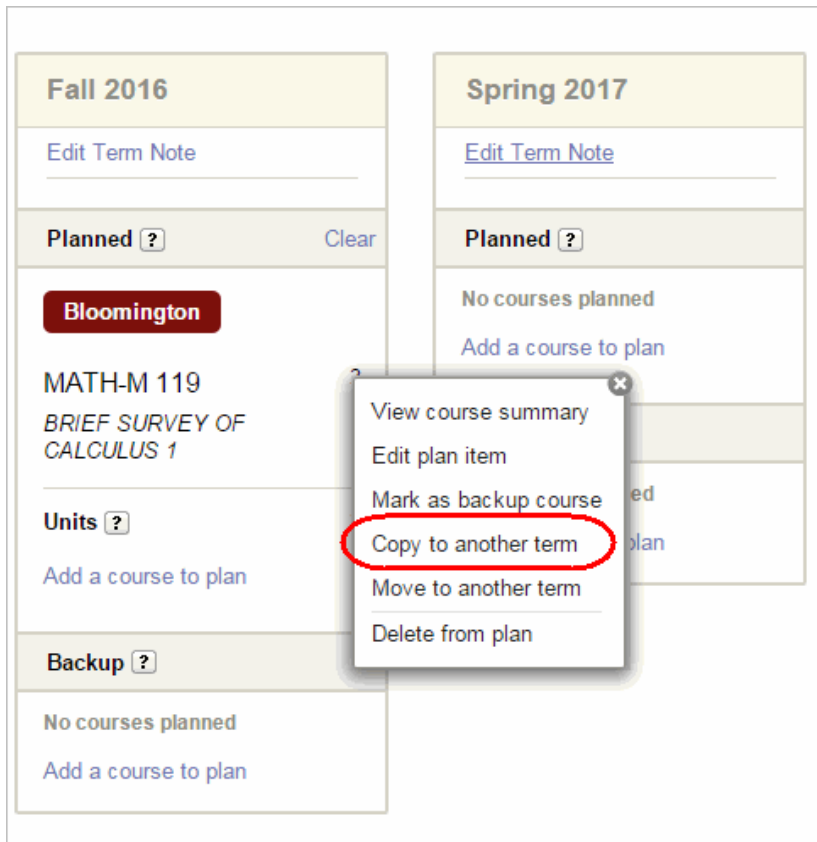 Fall 2016
Edit Term Note
Planned ?
Clear
Bloomington
MATH-M 119
BRIEF SURVEY OF
CALCULUS 1
Units ?
Add a course to plan
Backup ?
No courses planned
Add a course to plan
Spring 2017
Edit Term Note
Planned ?
No courses planned
Add a course to plan
ed
plan
View course summary
Edit plan item
Mark as backup course
Copy to another term
Move to another term
Delete from plan